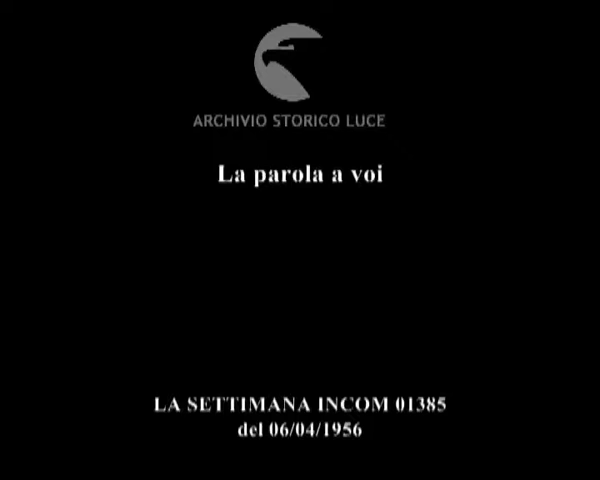 ARCHIVIO STORICO LUCE
La parola a voi
LA SETTIMANA INCOM 01385
del 06/04/1956